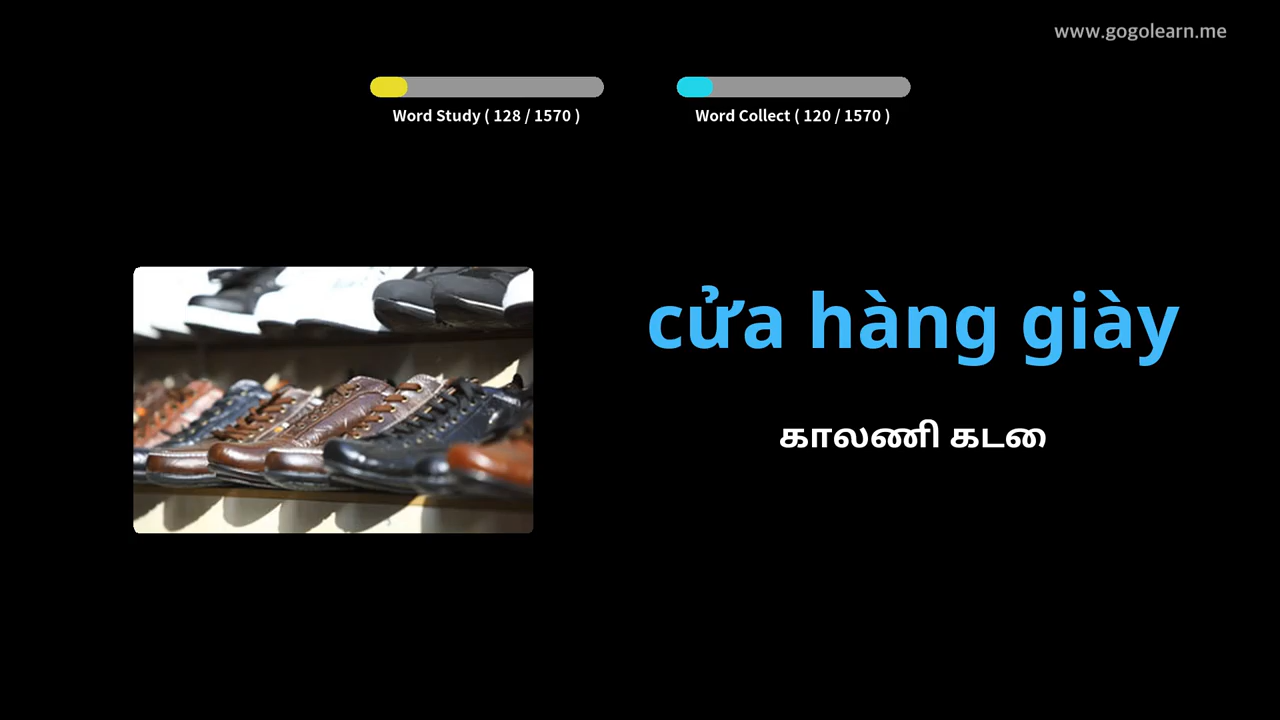 www.gogolearn.me
Word Study ( 128 / 1570 )
Word Collect ( 120 / 1570 )
cửa hàng giày
காலணி கடை